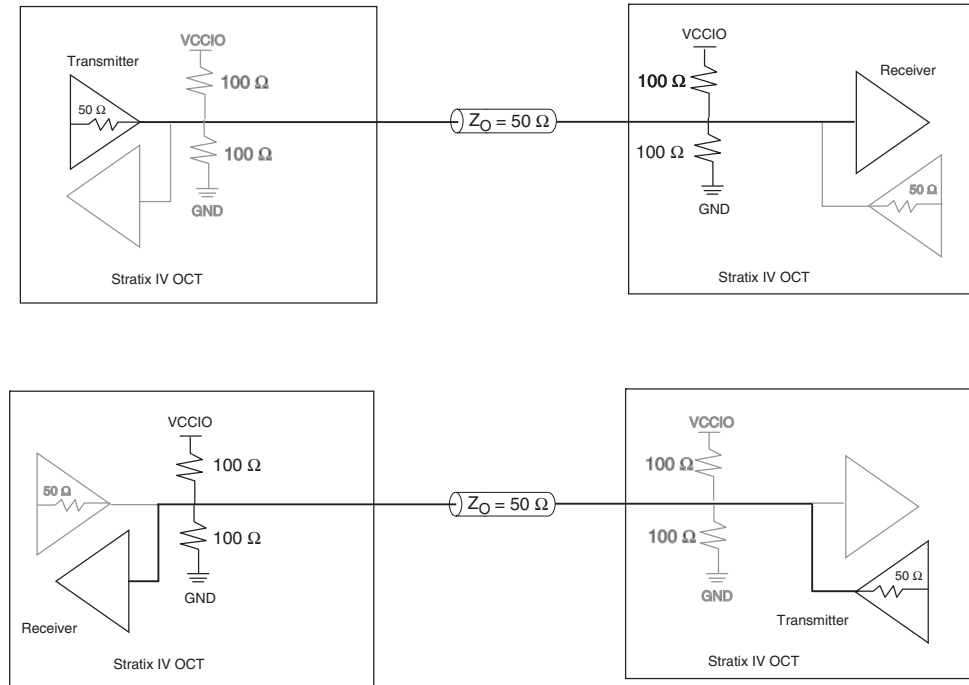 VCCIO
Transmitter
100 Ω
50 Ω
100 Ω
GND
Stratix IV OCT
Z_O = 50 Ω
VCCIO
Receiver
100 Ω
100 Ω
50 Ω
GND
Stratix IV OCT
VCCIO
100 Ω
50 Ω
100 Ω
GND
Receiver
Stratix IV OCT
Z_O = 50 Ω
VCCIO
100 Ω
100 Ω
50 Ω
GND
Transmitter
Stratix IV OCT